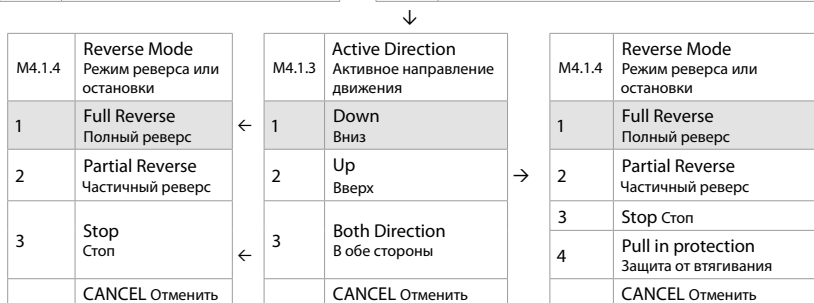 ↓
M4.1.4 Reverse Mode
Режим реверса или
остановки
1 Full Reverse
Полный реверс
2 Partial Reverse
Частичный реверс
3 Stop
Стоп
CANCEL Отменить
←
←
M4.1.3 Active Direction
Активное направление
движения
1 Down
Вниз
2 Up
Вверх
3 Both Direction
В обе стороны
CANCEL Отменить
→
M4.1.4 Reverse Mode
Режим реверса или
остановки
1 Full Reverse
Полный реверс
2 Partial Reverse
Частичный реверс
3 Stop Стоп
4 Pull in protection
Защита от втягивания
CANCEL Отменить